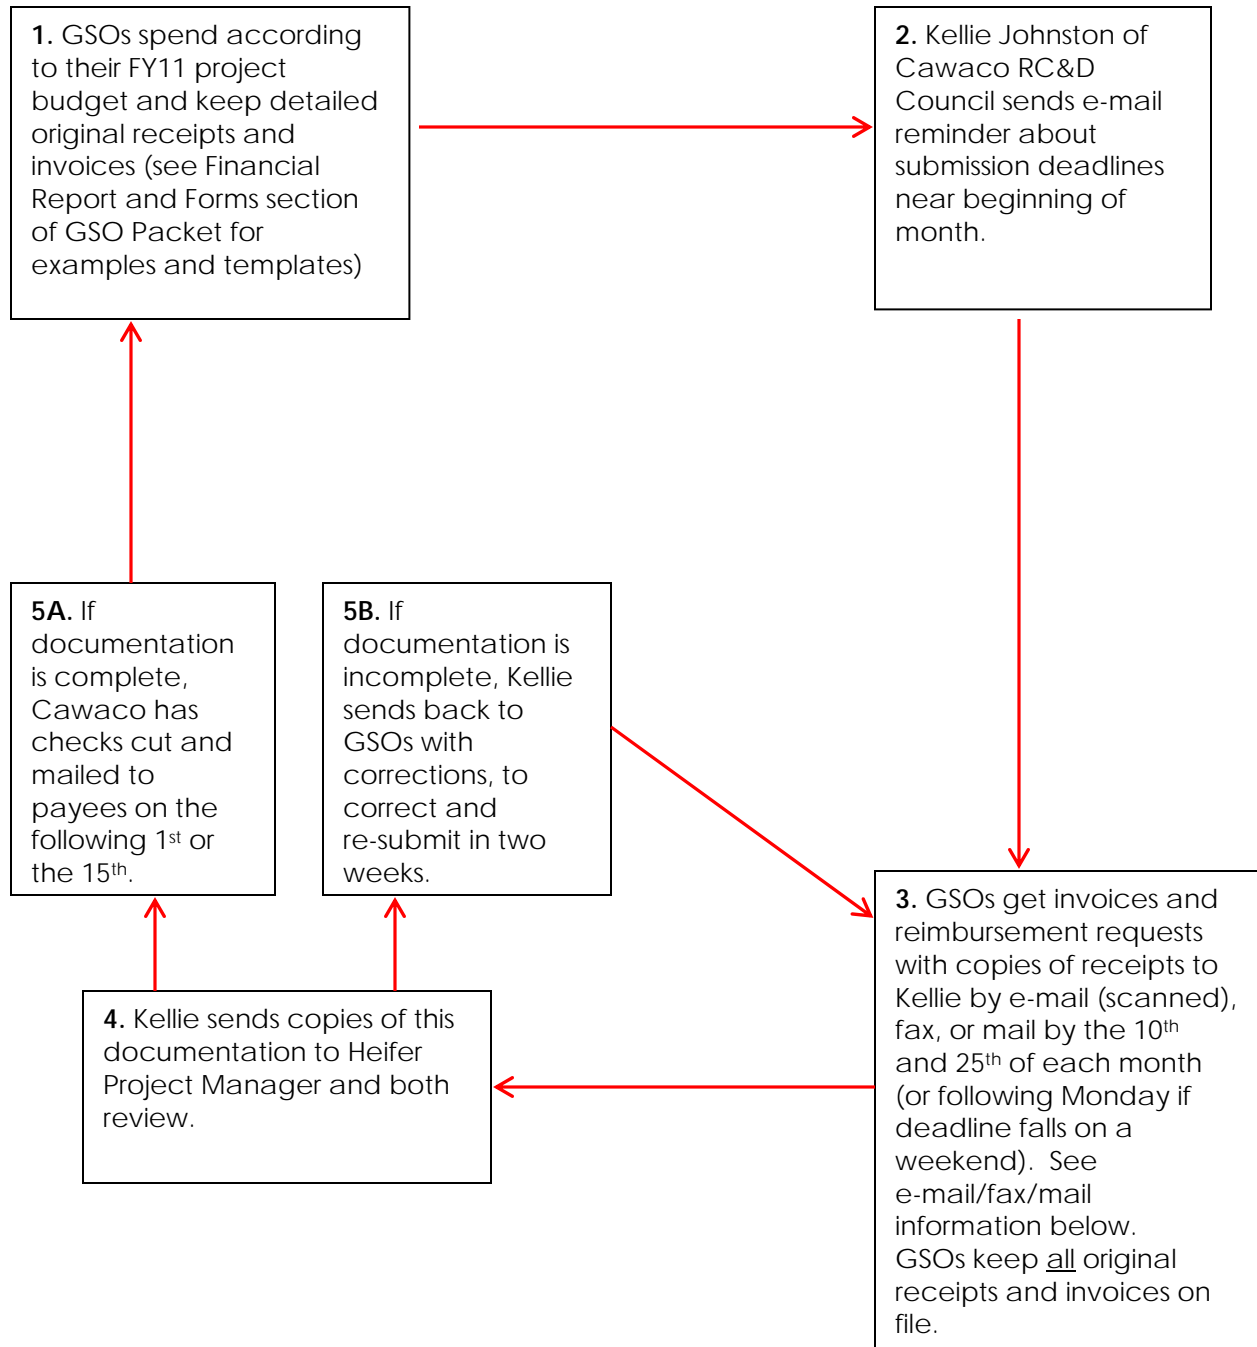 1. GSOs spend according
to their FY11 project
budget and keep detailed
original receipts and
invoices (see Financial
Report and Forms section
of GSO Packet for
examples and templates)
2. Kellie Johnston of
Cawaco RC&D
Council sends e-mail
reminder about
submission deadlines
near beginning of
month.
3. GSOs get invoices and
reimbursement requests
with copies of receipts to
Kellie by e-mail (scanned),
fax, or mail by the 10th
and 25th of each month
(or following Monday if
deadline falls on a
weekend). See
e-mail/fax/mail
information below.
GSOs keep all original
receipts and invoices on
file.
4. Kellie sends copies of this
documentation to Heifer
Project Manager and both
review.
5A. If
documentation
is complete,
Cawaco has
checks cut and
mailed to
payees on the
following 1st or
the 15th.
5B. If
documentation is
incomplete, Kellie
sends back to
GSOs with
corrections, to
correct and
re-submit in two
weeks.